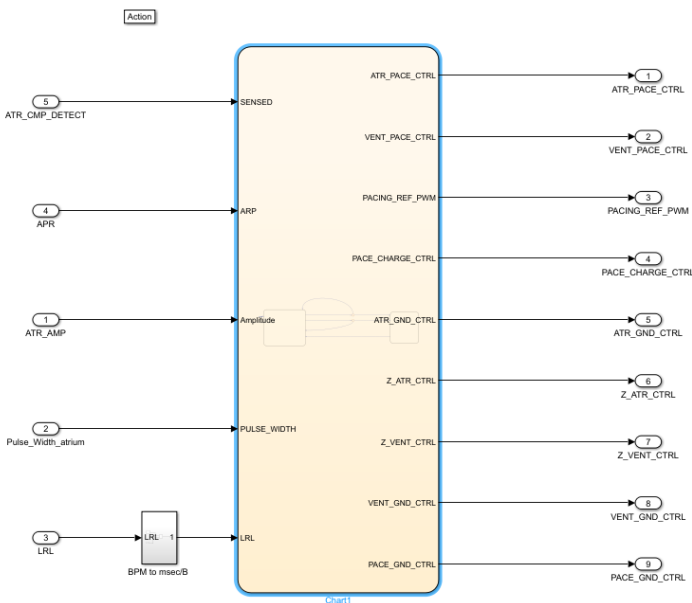 Action
5
ATR_CMP_DETECT
4
APR
1
ATR_AMP
2
Pulse_Width_atrium
3
LRL
LRL 1
BPM to msec/B
SENSED
ARP
Amplitude
PULSE_WIDTH
LRL
ATR_PACE_CTRL
VENT_PACE_CTRL
PACING_REF_PWM
PACE_CHARGE_CTRL
ATR_GND_CTRL
Z_ATR_CTRL
Z_VENT_CTRL
VENT_GND_CTRL
PACE_GND_CTRL
Chart1
1
ATR_PACE_CTRL
2
VENT_PACE_CTRL
3
PACING_REF_PWM
4
PACE_CHARGE_CTRL
5
ATR_GND_CTRL
6
Z_ATR_CTRL
7
Z_VENT_CTRL
8
VENT_GND_CTRL
9
PACE_GND_CTRL